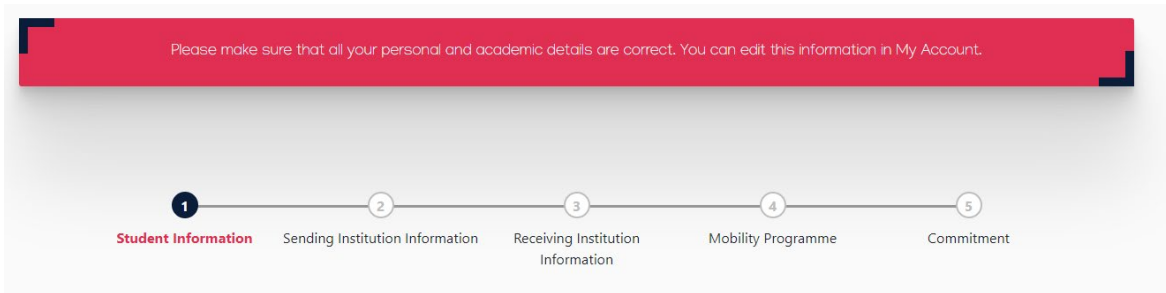 Please make sure that all your personal and academic details are correct. You can edit this information in My Account.
1
2
3
4
5
Student Information
Sending Institution Information
Receiving Institution
Information
Mobility Programme
Commitment